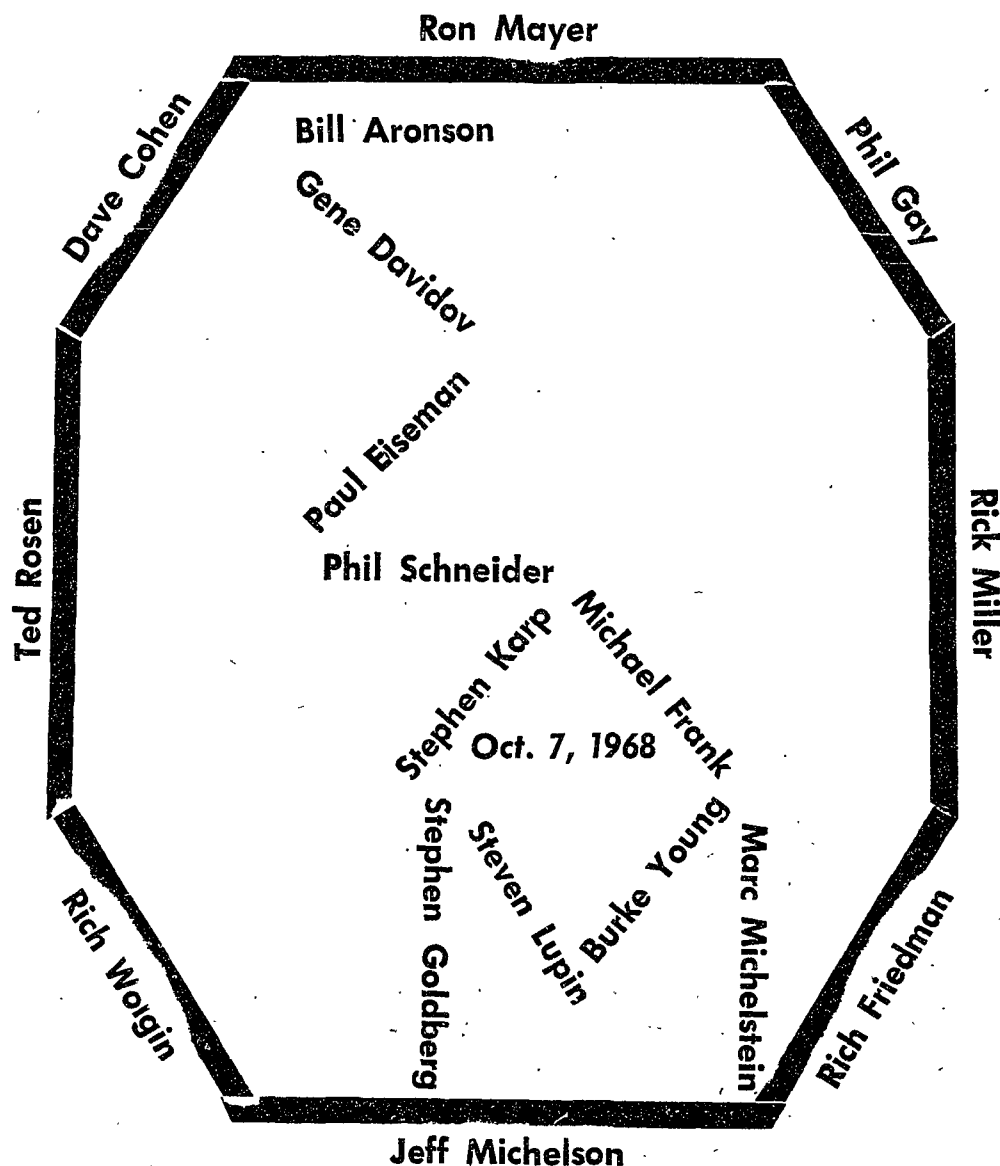 Ron Mayer
Dave Cohen
Phil Gay
Bill Aronson
Gene Davidov
Paul Eiseman
Ted Rosen
Rick Miller
Phil Schneider
Stephen Karp
Michael Frank
Oct. 7, 1968
Stephen Goldberg
Steven Lupin
Burke Young
Marc Michelstein
Rich Woigin
Rich Friedman
Jeff Michelson